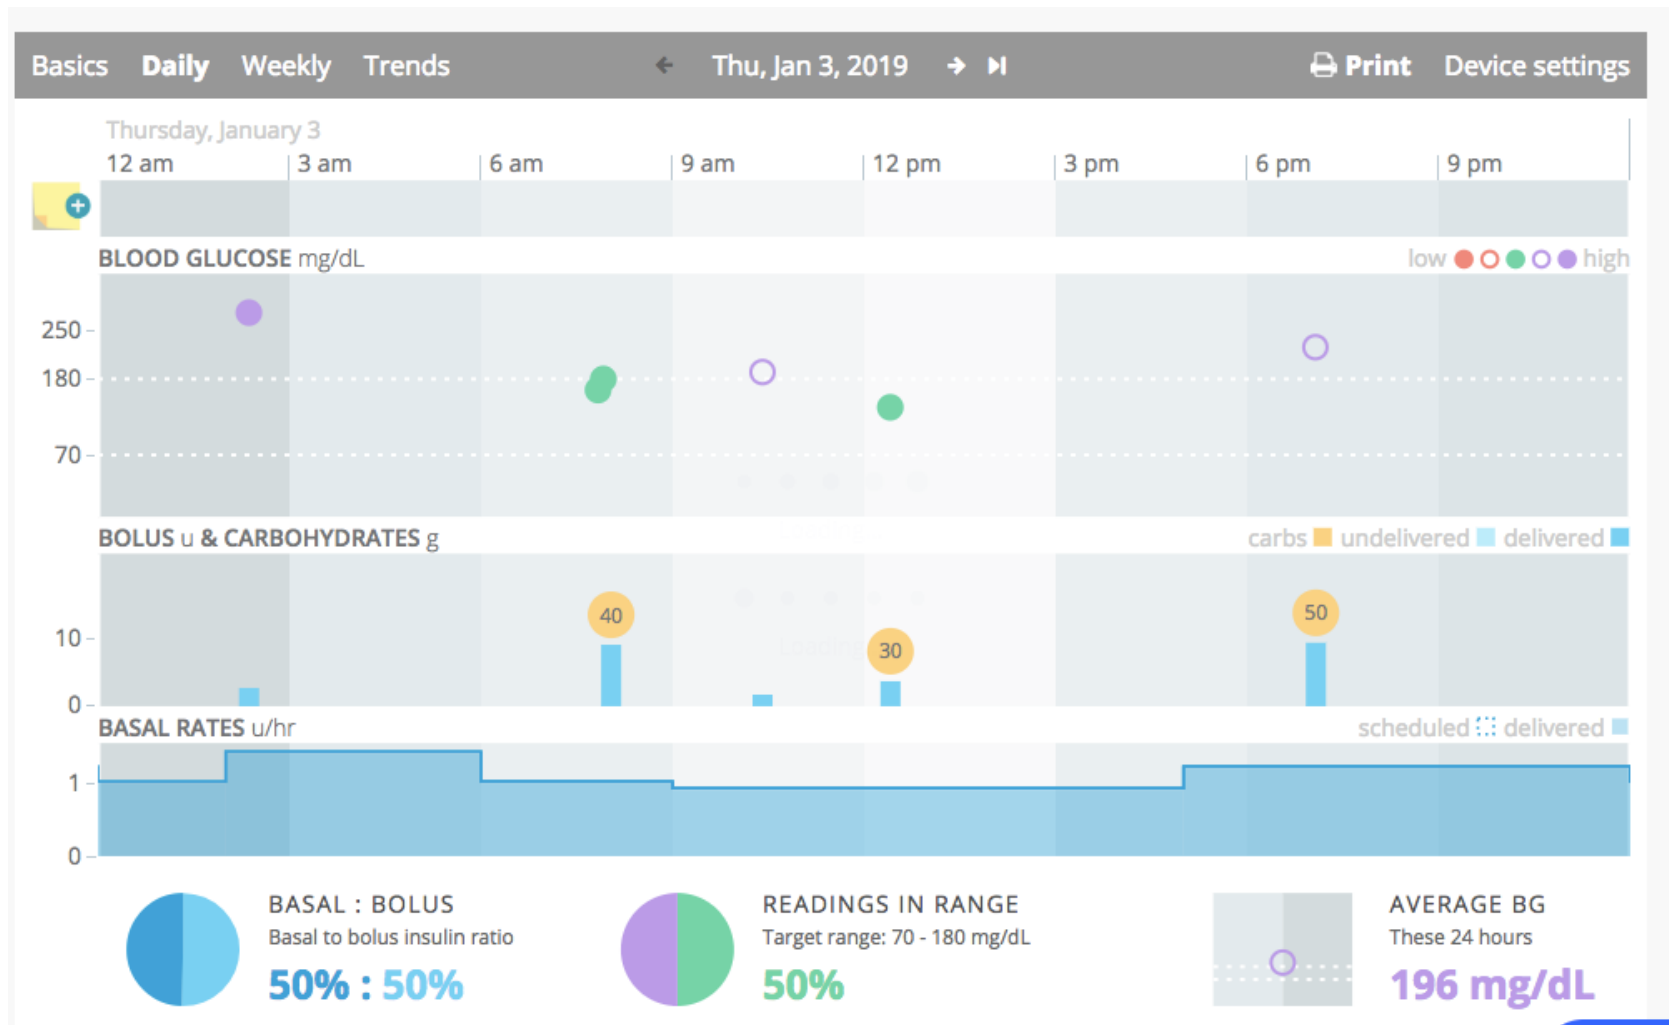 Basics Daily Weekly Trends Thu, Jan 3, 2019 Print Device settings
Thursday, January 3
12 am 3 am 6 am 9 am 12 pm 3 pm 6 pm 9 pm
BLOOD GLUCOSE mg/dL low high
250
180
70
BOLUS u & CARBOHYDRATES g carbs undelivered delivered
40 50
30
10
0
Loading
BASAL RATES u/hr scheduled delivered
1
0
BASAL : BOLUS
Basal to bolus insulin ratio
50% : 50%
READINGS IN RANGE
Target range: 70 - 180 mg/dL
50%
AVERAGE BG
These 24 hours
196 mg/dL